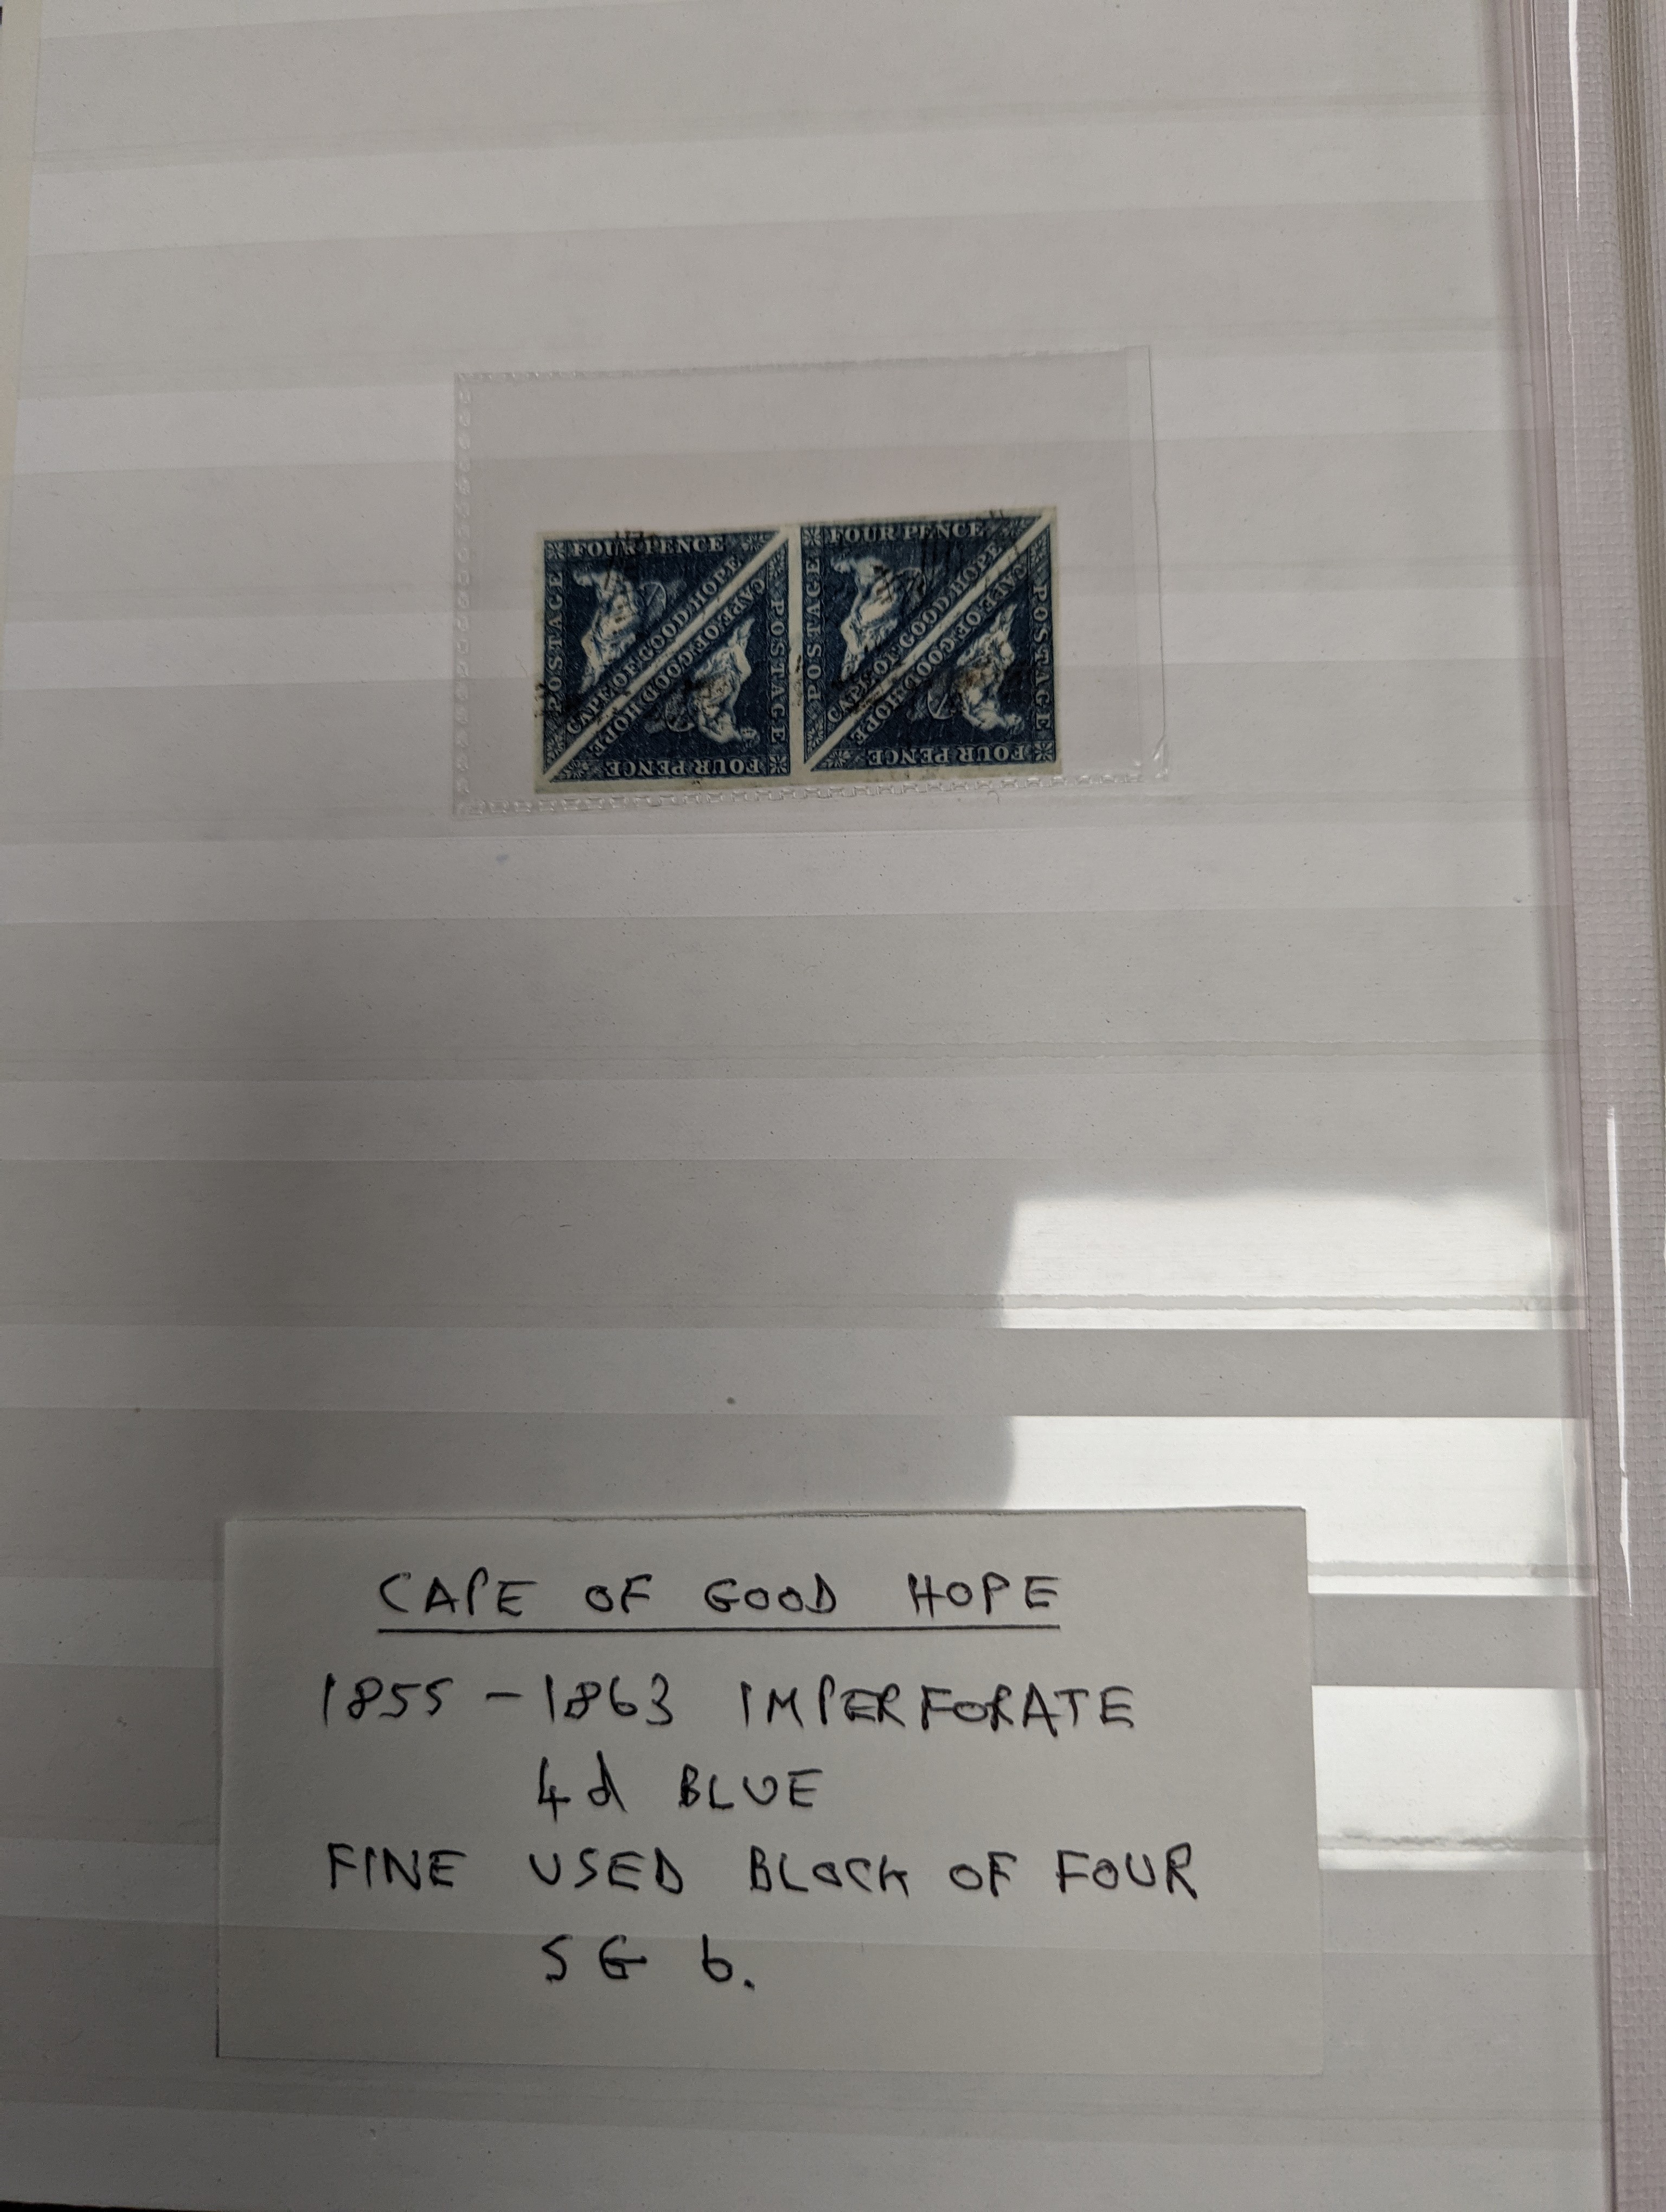 FOUR PENCE
POSTAGE
CAPE OF GOOD HOPE
CAPE OF GOOD HOPE
POSTAGE
FOUR PENCE
FOUR PENCE
POSTAGE
CAPE OF GOOD HOPE
CAPE OF GOOD HOPE
POSTAGE
FOUR PENCE
CAPE OF GOOD HOPE
1855 - 1863 IMPERFORATE
4d BLUE
FINE USED BLOCK OF FOUR
SG 6.